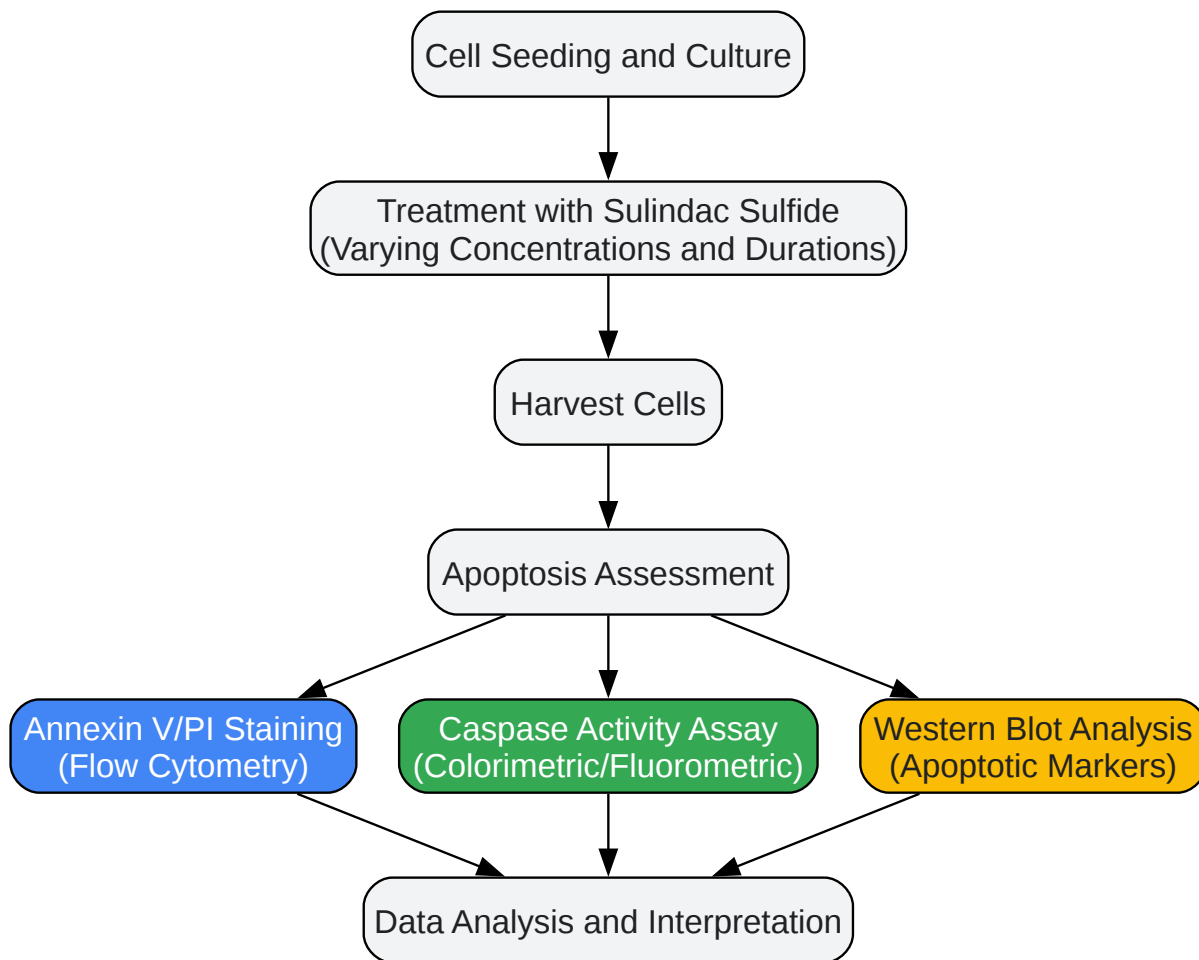 Cell Seeding and Culture
Treatment with Sulindac Sulfide
(Varying Concentrations and Durations)
Harvest Cells
Apoptosis Assessment
Annexin V/PI Staining
(Flow Cytometry)
Caspase Activity Assay
(Colorimetric/Fluorometric)
Western Blot Analysis
(Apoptotic Markers)
Data Analysis and Interpretation